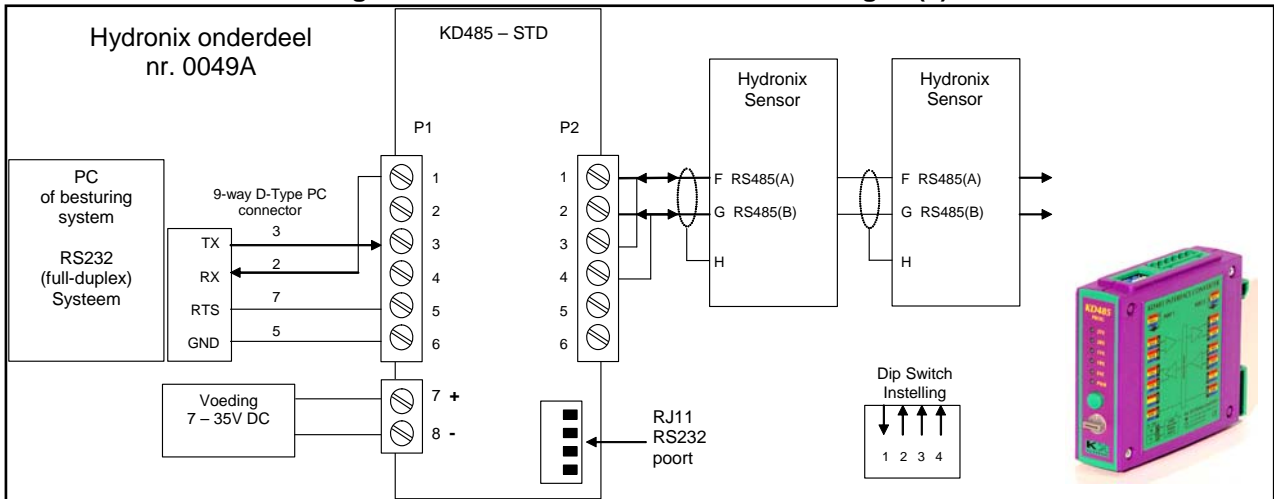 Hydronix onderdeel
nr. 0049A
KD485 – STD
P1
P2
PC
of besturing
system
RS232
(full-duplex)
Systeem
9-way D-Type PC
connector
TX
3
RX
2
RTS
7
GND
5
1
2
3
4
5
6
7 +
8 -
1
2
3
4
5
6
Voeding
7 – 35V DC
RJ11
RS232
poort
Hydronix
Sensor
F RS485(A)
G RS485(B)
H
Hydronix
Sensor
F RS485(A)
G RS485(B)
H
Dip Switch
Instelling
1 2 3 4
KD485
KD485 INTERFACE CONVERTER